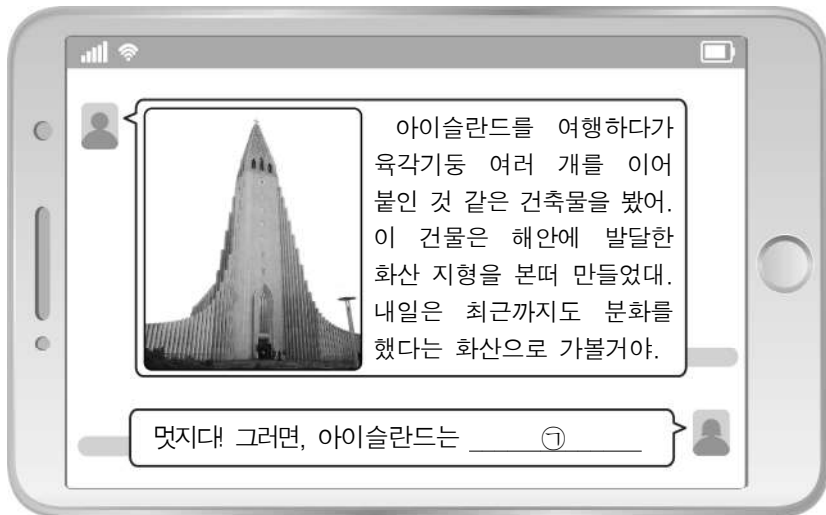 아이슬란드를 여행하다가
육각기둥 여러 개를 이어
붙인 것 같은 건축물을 봤어.
이 건물은 해안에 발달한
화산 지형을 본떠 만들었대.
내일은 최근까지도 분화를
했다는 화산으로 가볼거야.
멋지다! 그러면, 아이슬란드는 ______㉠______